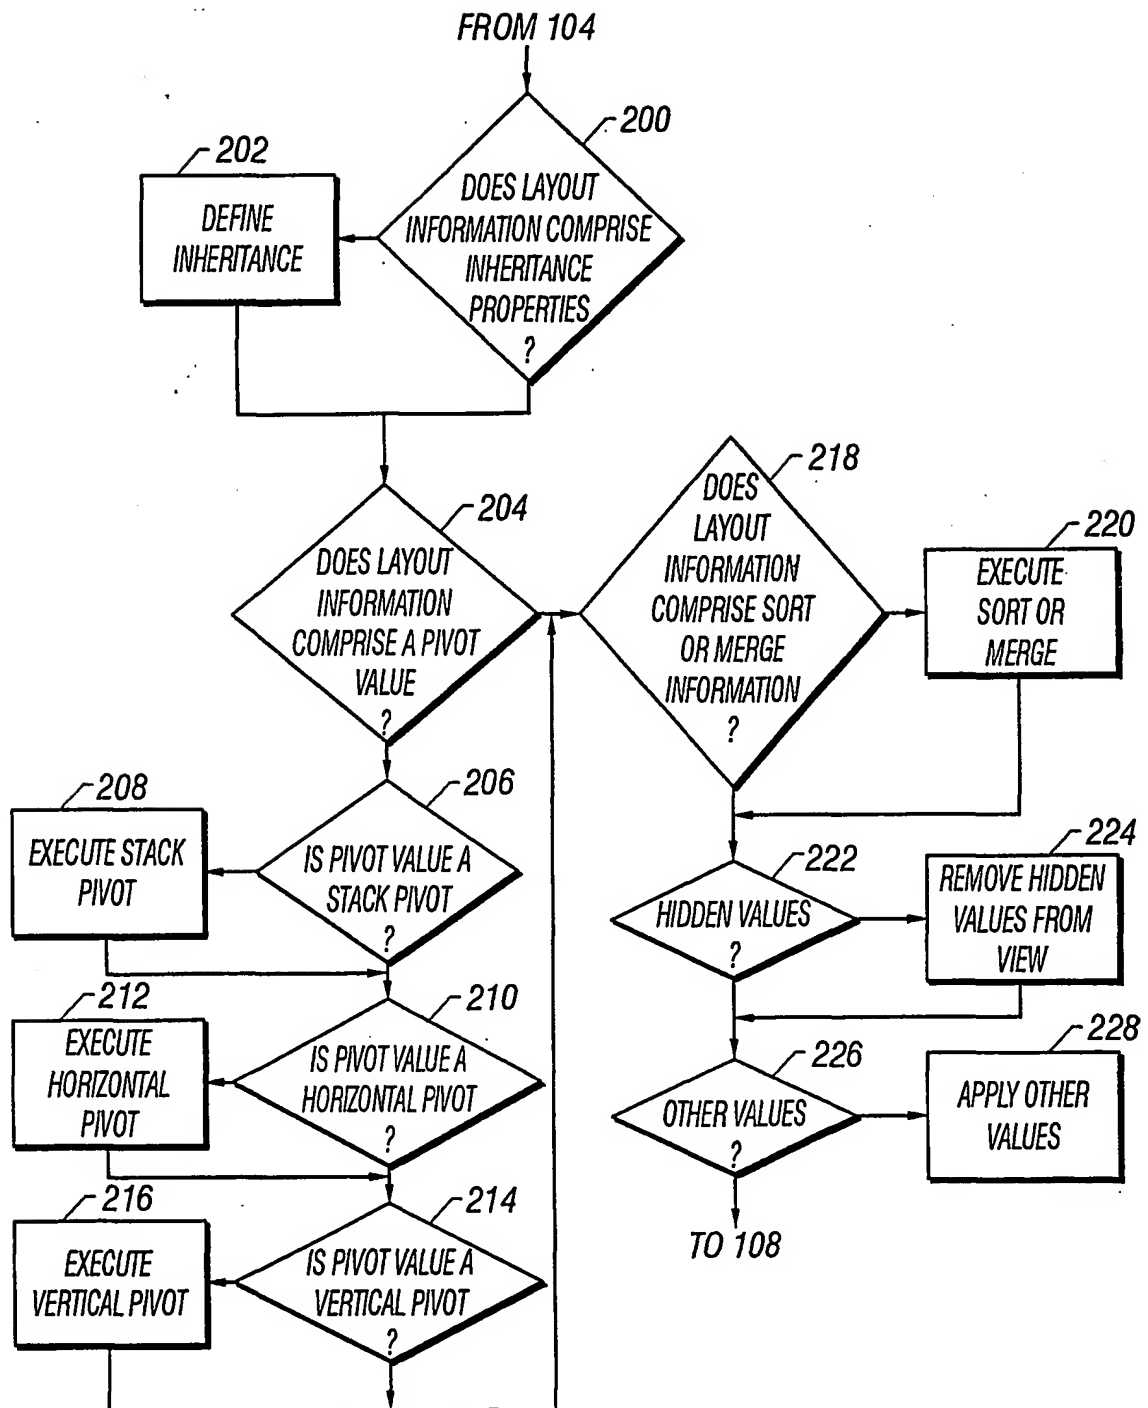 FROM 104
200
202
DOES LAYOUT
INFORMATION COMPRISE
INHERITANCE
PROPERTIES
?
DEFINE
INHERITANCE
204
DOES LAYOUT
INFORMATION
COMPRISE A PIVOT
VALUE
?
218
DOES
LAYOUT
INFORMATION
COMPRISE SORT
OR MERGE
INFORMATION
?
220
EXECUTE
SORT OR
MERGE
206
IS PIVOT VALUE A
STACK PIVOT
?
208
EXECUTE STACK
PIVOT
222
HIDDEN VALUES
?
224
REMOVE HIDDEN
VALUES FROM
VIEW
210
IS PIVOT VALUE A
HORIZONTAL PIVOT
?
212
EXECUTE
HORIZONTAL
PIVOT
226
OTHER VALUES
?
228
APPLY OTHER
VALUES
214
IS PIVOT VALUE A
VERTICAL PIVOT
?
216
EXECUTE
VERTICAL PIVOT
TO 108